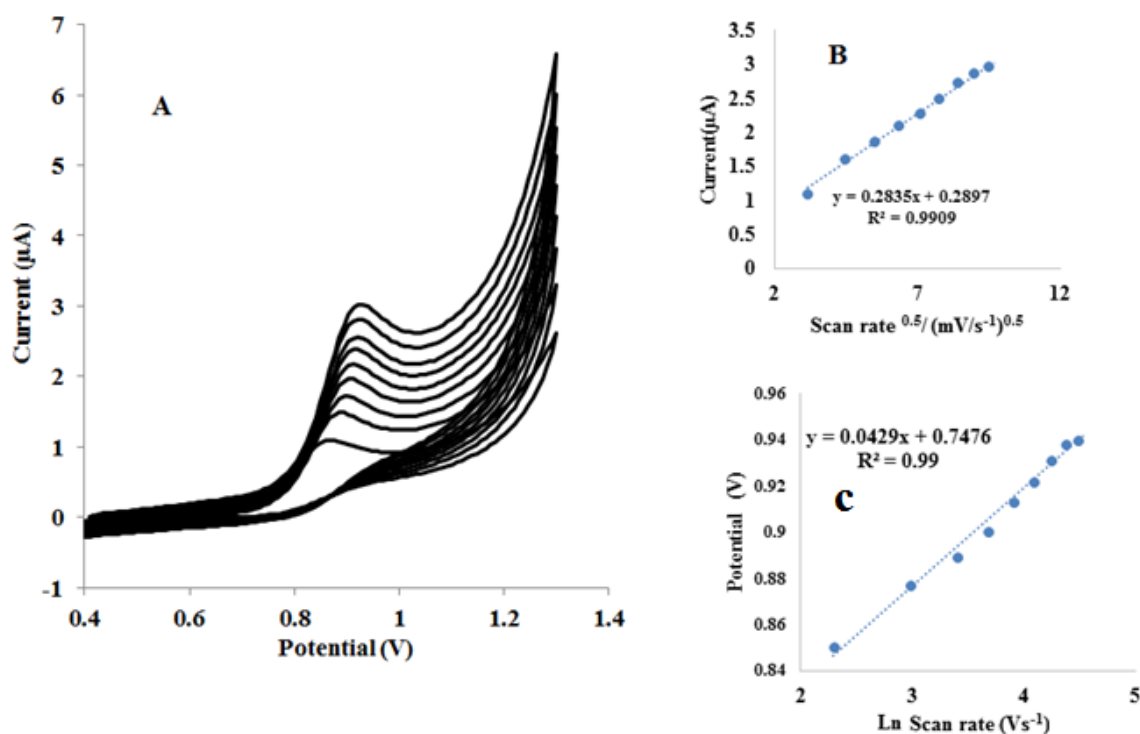 A
7
6
5
4
3
2
1
0
-1
0.4
0.6
0.8
1
1.2
1.4
Current (µA)
Potential (V)
B
3.5
3
2.5
2
1.5
1
0.5
0
2
7
12
y = 0.2835x + 0.2897
R² = 0.9909
Current(µA)
Scan rate 0.5/ (mV/s-1)0.5
0.96
0.94
0.92
0.9
0.88
0.86
0.84
2
3
4
5
y = 0.0429x + 0.7476
R² = 0.99
c
Potential (V)
Ln Scan rate (Vs-1)